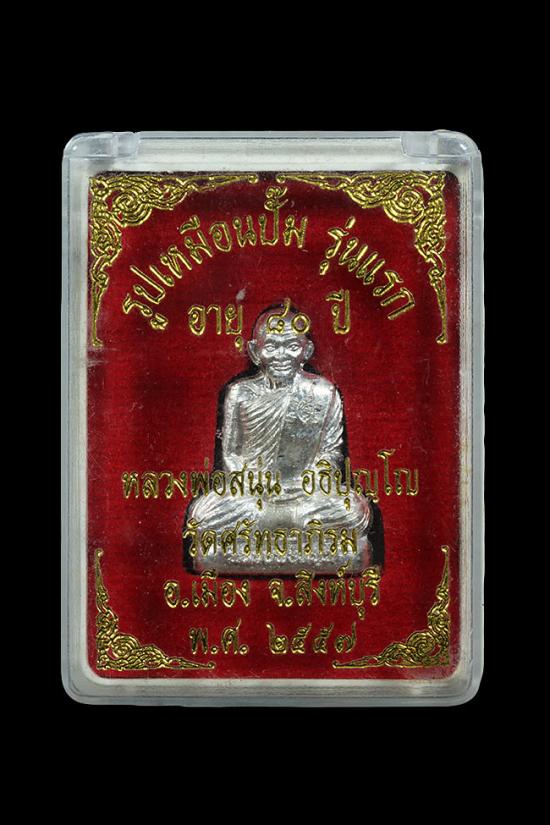 รูปเหมือนปั๊ม รุ่นแรก
อายุ ๘๐ ปี
หลวงพ่อสนุ่น อธิปุญฺโญ
วัดศรัทธาภิรม
อ.เมือง จ.สิงห์บุรี
พ.ศ. ๒๕๕๗